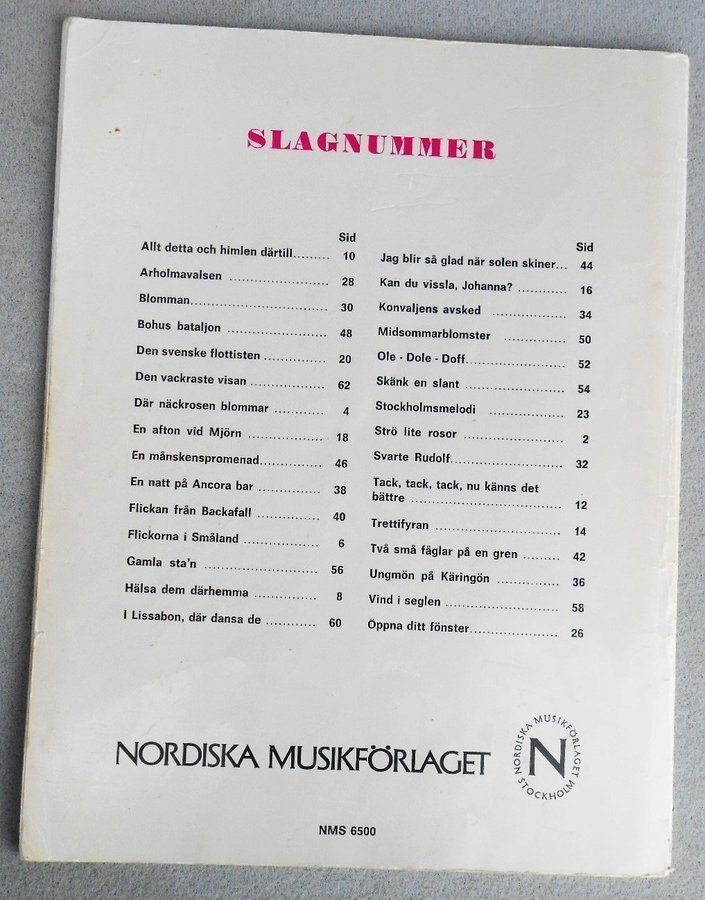 SLAGNUMMER
Sid
Allt detta och himlen därtill......... 10
Arholmavalsen .................... 28
Blomman............................ 30
Bohus bataljon .................... 48
Den svenske flottisten .............. 20
Den vackraste visan ................. 62
Där näckrosen blommar ............ 4
En afton vid Mjörn ................. 18
En månskenspromenad............... 46
En natt på Ancora bar .............. 38
Flickan från Backafall .............. 40
Flickorna i Småland ................ 6
Gamla sta'n ........................ 56
Hälsa dem därhemma .............. 8
I Lissabon, där dansa de ............ 60
Sid
Jag blir så glad när solen skiner... 44
Kan du vissla, Johanna? ............ 16
Konvaljens avsked .................. 34
Midsommarblomster ................ 50
Ole - Dole - Doff.................... 52
Skänk en slant ...................... 54
Stockholmsmelodi .................. 23
Strö lite rosor ...................... 2
Svarte Rudolf........................ 32
Tack, tack, tack, nu känns det
bättre .............................. 12
Trettifyran .......................... 14
Två små fåglar på en gren ......... 42
Ungmön på Käringön .............. 36
Vind i seglen ........................ 58
Öppna ditt fönster................... 26
NORDISKA MUSIKFÖRLAGET
NORDISKA MUSIKFÖRLAGET
N
STOCKHOLM
NMS 6500